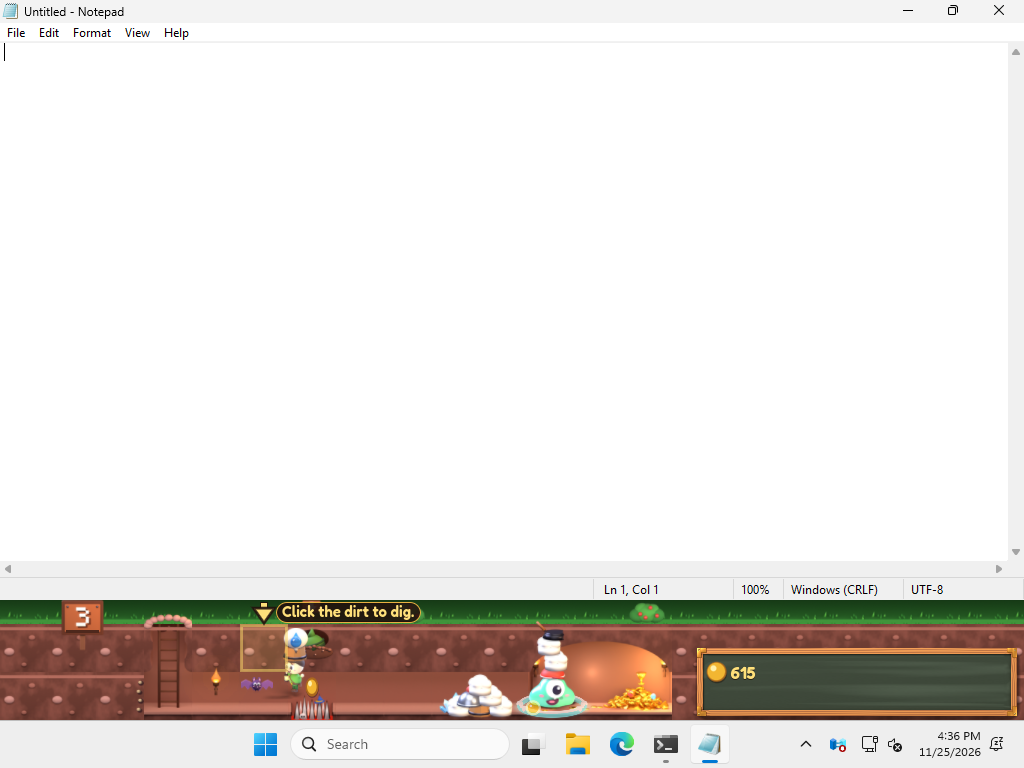 Untitled - Notepad
File Edit Format View Help
Ln 1, Col 1 100% Windows (CRLF) UTF-8
3
Click the dirt to dig.
615
Search
4:36 PM
11/25/2026